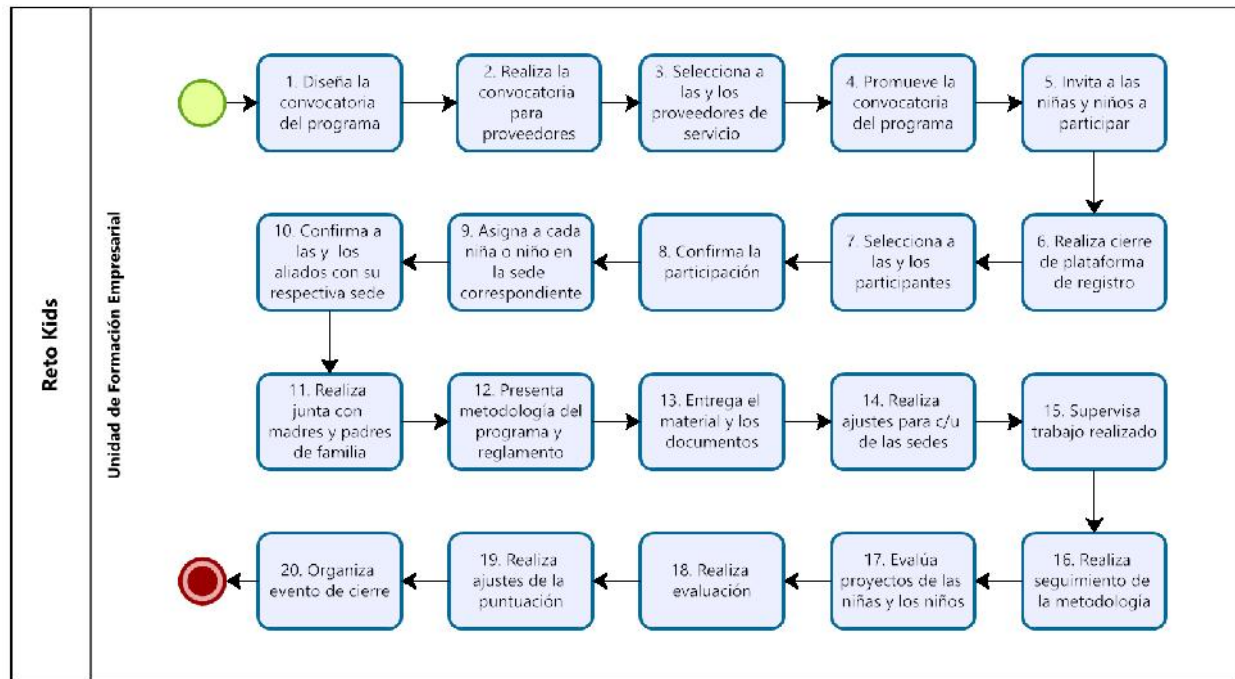 Reto Kids
Unidad de Formación Empresarial
1. Diseña la
convocatoria
del programa
2. Realiza la
convocatoria
para
proveedores
3. Selecciona a
las y los
proveedores de
servicio
4. Promueve la
convocatoria
del programa
5. Invita a las
niñas y niños a
participar
6. Realiza cierre
de plataforma
de registro
7. Selecciona a
las y los
participantes
8. Confirma la
participación
9. Asigna a cada
niña o niño en
la sede
correspondiente
10. Confirma a
las y los
aliados con su
respectiva sede
11. Realiza
junta con
madres y padres
de familia
12. Presenta
metodología del
programa y
reglamento
13. Entrega el
material y los
documentos
14. Realiza
ajustes para c/u
de las sedes
15. Supervisa
trabajo realizado
16. Realiza
seguimiento de
la metodología
17. Evalúa
proyectos de las
niñas y los niños
18. Realiza
evaluación
19. Realiza
ajustes de la
puntuación
20. Organiza
evento de cierre